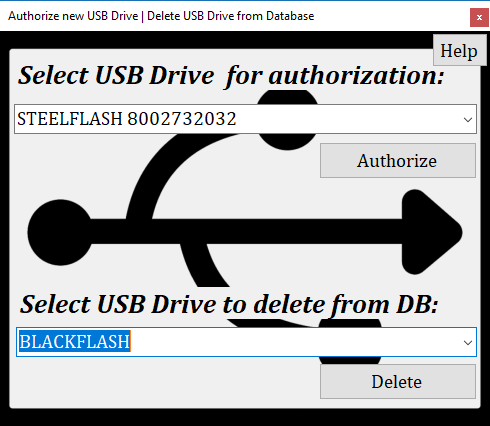 Authorize new USB Drive | Delete USB Drive from Database
x
Help
Select USB Drive  for authorization:
STEELFLASH 8002732032
Authorize
Select USB Drive to delete from DB:
BLACKFLASH
Delete